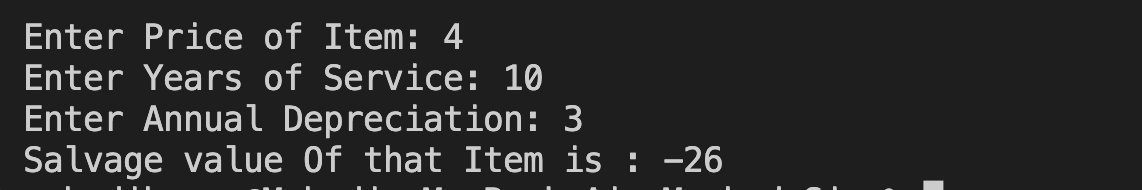 Enter Price of Item: 4
Enter Years of Service: 10
Enter Annual Depreciation: 3
Salvage value Of that Item is : -26